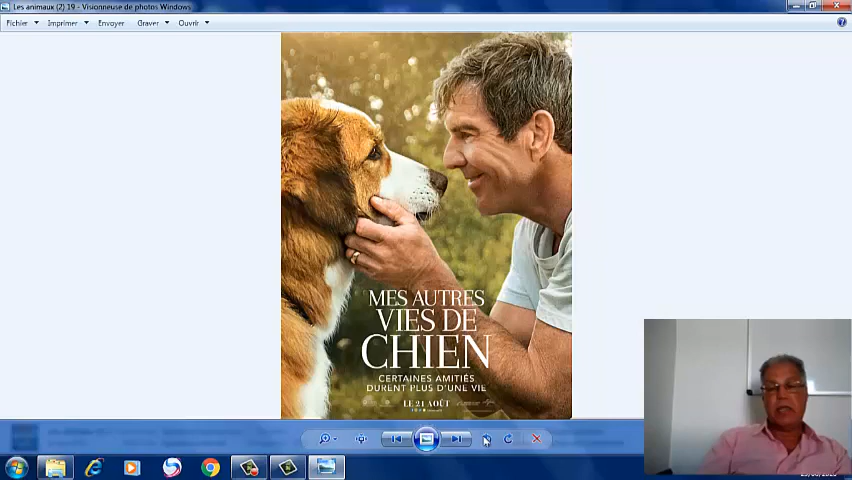 Les animaux (2) 19 - Visionneuse de photos Windows
Fichier Imprimer Envoyer Graver Ouvrir
MES AUTRES
VIES DE
CHIEN
CERTAINES AMITIÉS
DURENT PLUS D'UNE VIE
LE 21 AOÛT